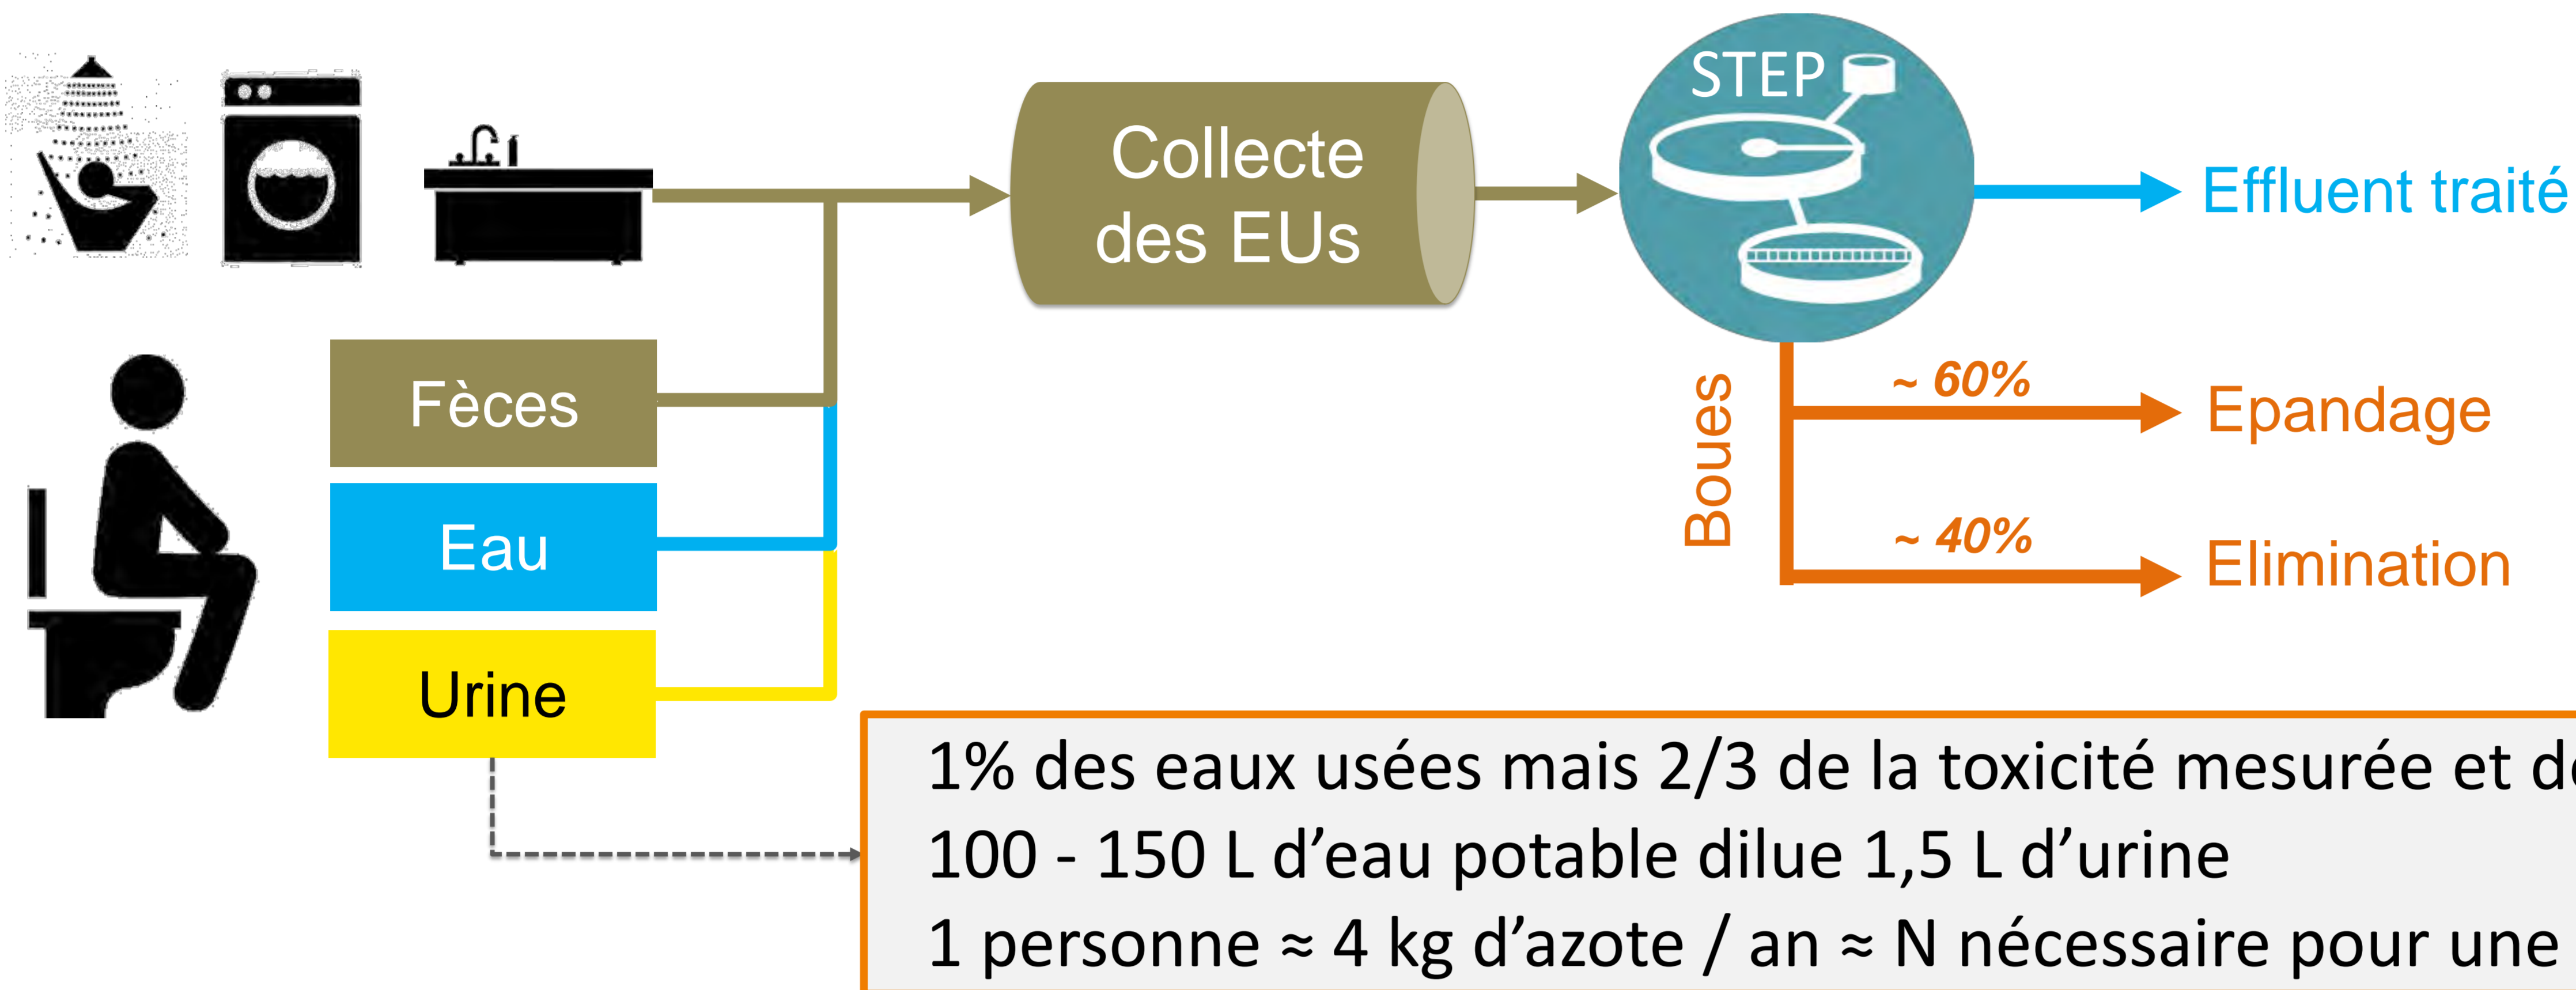 STEP
Collecte
des EUs
Effluent traité
Fèces
Eau
Urine
Boues
~ 60%
Epandage
~ 40%
Elimination
1% des eaux usées mais 2/3 de la toxicité mesurée et
100 - 150 L d’eau potable dilue 1,5 L d’urine
1 personne ≈ 4 kg d’azote / an ≈ N nécessaire pour une